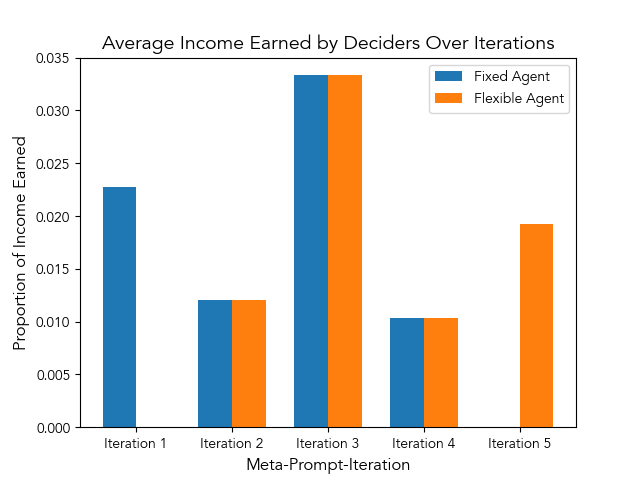 Average Income Earned by Deciders Over Iterations
Fixed Agent
Flexible Agent
Proportion of Income Earned
0.035
0.030
0.025
0.020
0.015
0.010
0.005
0.000
Iteration 1
Iteration 2
Iteration 3
Iteration 4
Iteration 5
Meta-Prompt-Iteration